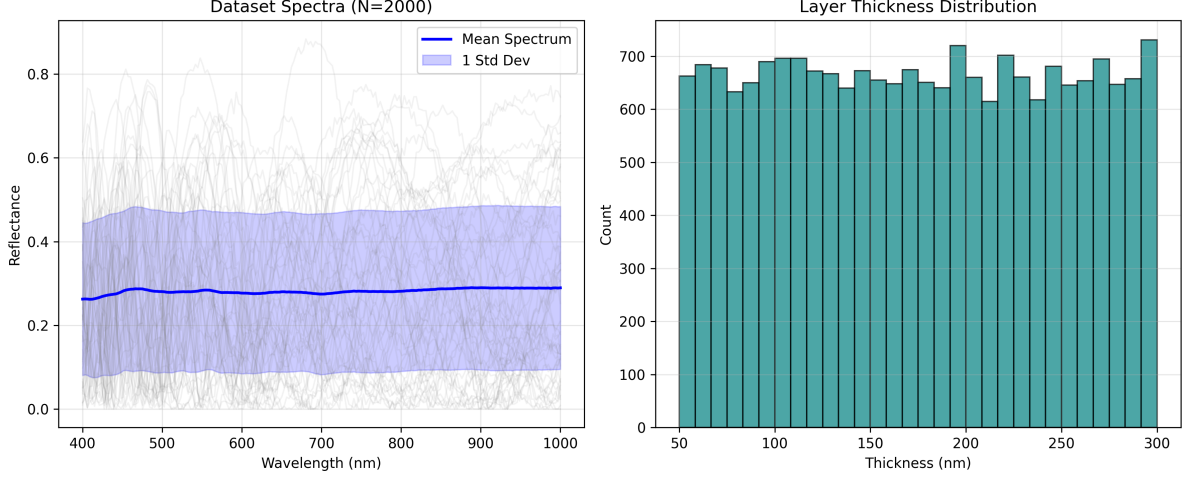 Dataset Spectra (N=2000)
Mean Spectrum
1 Std Dev
Reflectance
0.8
0.6
0.4
0.2
0.0
400 500 600 700 800 900 1000
Wavelength (nm)
Layer Thickness Distribution
Count
700
600
500
400
300
200
100
0
50 100 150 200 250 300
Thickness (nm)